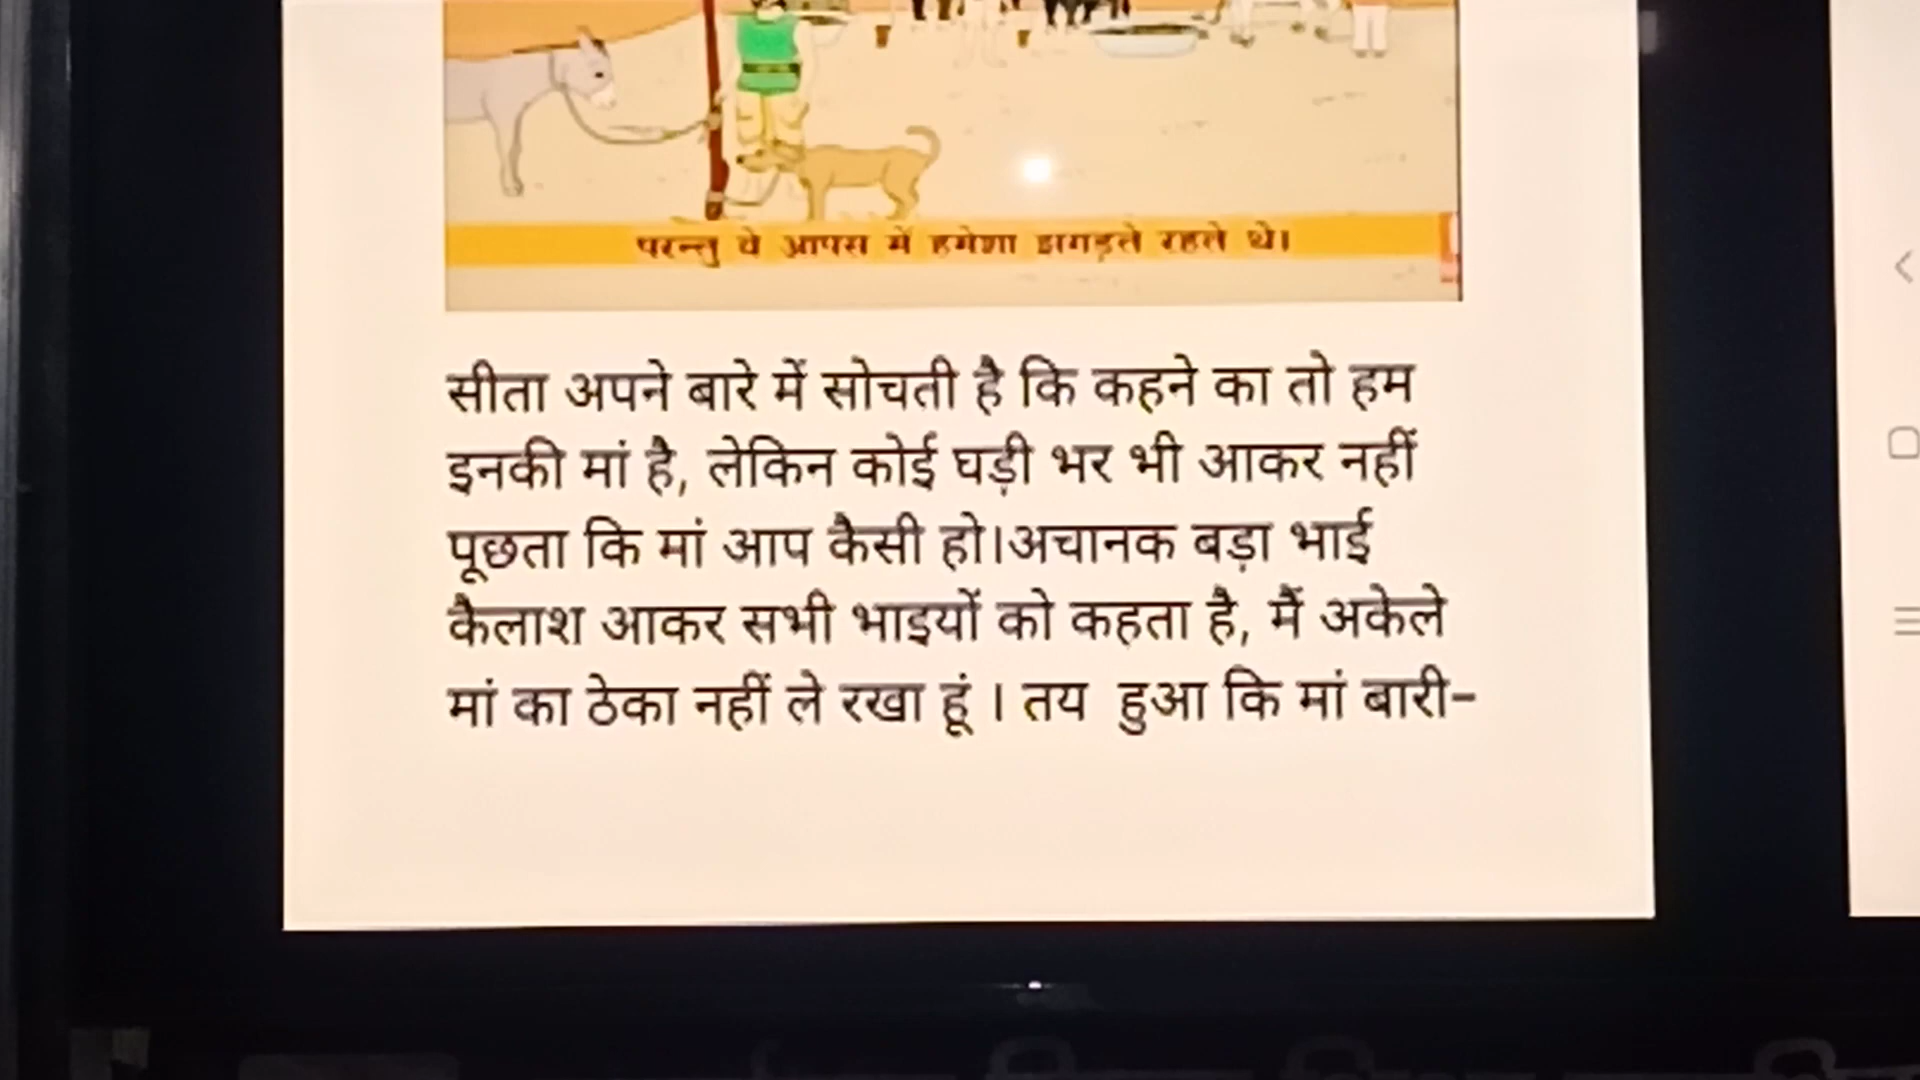 परन्तु वे आपस में हमेशा झगड़ते रहते थे।
सीता अपने बारे में सोचती है कि कहने का तो हम
इनकी मां है, लेकिन कोई घड़ी भर भी आकर नहीं
पूछता कि मां आप कैसी हो।अचानक बड़ा भाई
कैलाश आकर सभी भाइयों को कहता है, मैं अकेले
मां का ठेका नहीं ले रखा हूं । तय हुआ कि मां बारी-